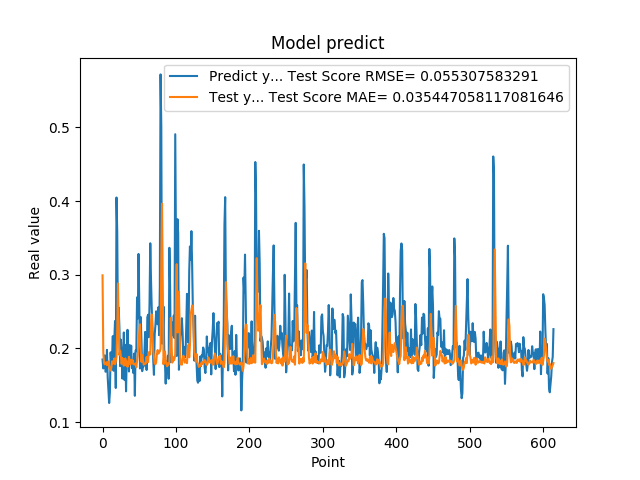 Model predict
Predict y... Test Score RMSE= 0.055307583291
Test y... Test Score MAE= 0.035447058117081646
Real value
0.5
0.4
0.3
0.2
0.1
0 100 200 300 400 500 600
Point